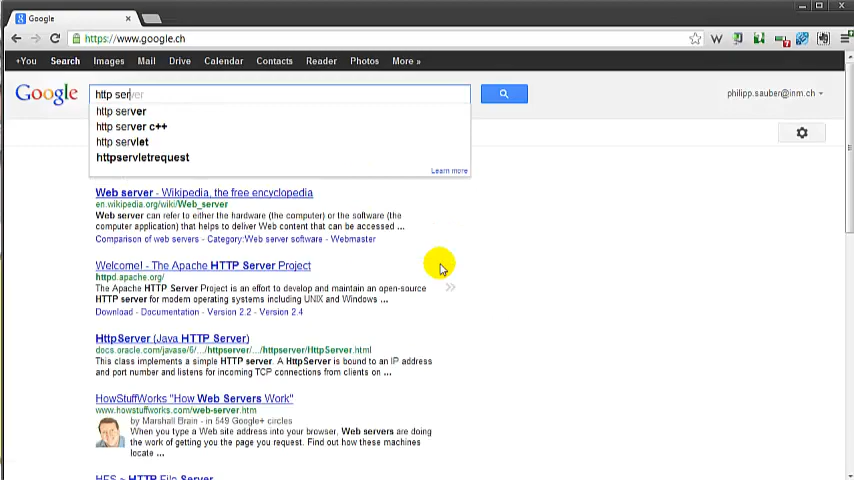 Google
https://www.google.ch
+You Search Images Mail Drive Calendar Contacts Reader Photos More
Google
http server
philipp.sauber@inm.ch
http server
http server c++
http servlet
httpservletrequest
Learn more
Web server - Wikipedia, the free encyclopedia
en.wikipedia.org/wiki/Web_server
Web server can refer to either the hardware (the computer) or the software (the
computer application) that helps to deliver Web content that can be accessed ...
Comparison of web servers - Category:Web server software - Webmaster
Welcome! - The Apache HTTP Server Project
httpd.apache.org/
The Apache HTTP Server Project is an effort to develop and maintain an open-source
HTTP server for modern operating systems including UNIX and Windows ...
Download - Documentation - Version 2.2 - Version 2.4
HttpServer (Java HTTP Server)
docs.oracle.com/javase/6/.../httpserver/.../httpserver/HttpServer.html
This class implements a simple HTTP server. A HttpServer is bound to an IP address
and port number and listens for incoming TCP connections from clients on ...
HowStuffWorks "How Web Servers Work"
www.howstuffworks.com/web-server.htm
by Marshall Brain - in 549 Google+ circles
When you type a Web site address into your browser, Web servers are doing
the work of getting you the page you request. Find out how these machines
locate ...
HFS ~ HTTP File Server